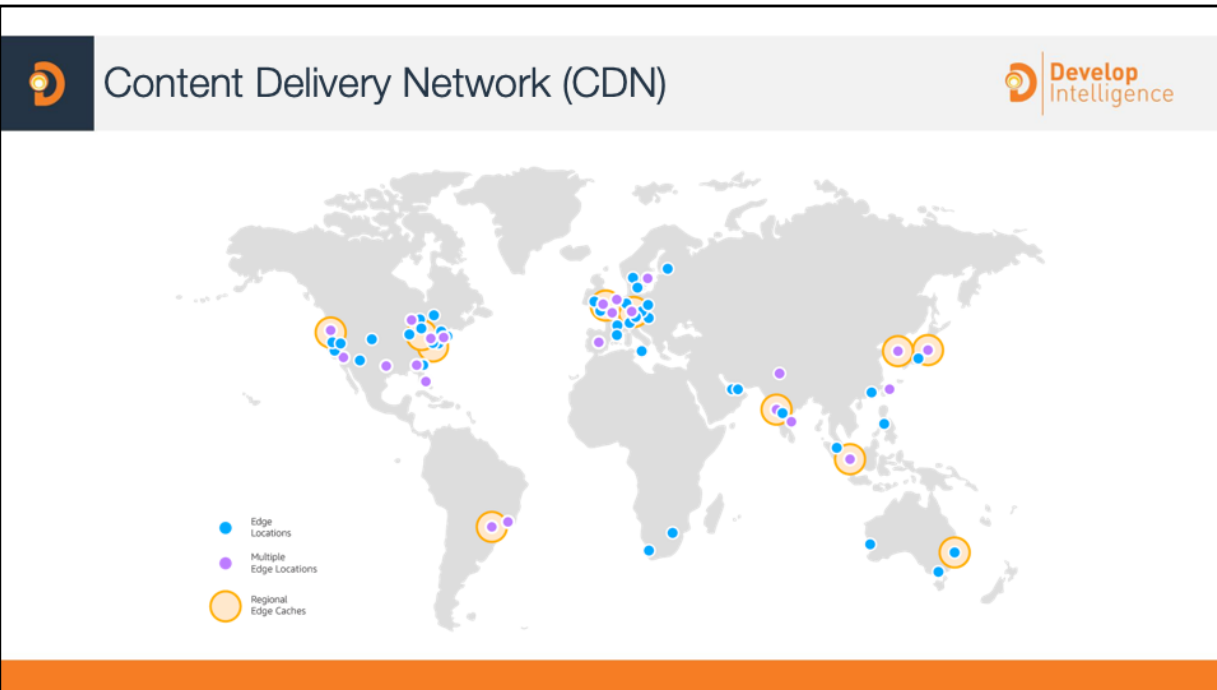 Content Delivery Network (CDN)
Develop
Intelligence
Edge
Locations
Multiple
Edge Locations
Regional
Edge Caches